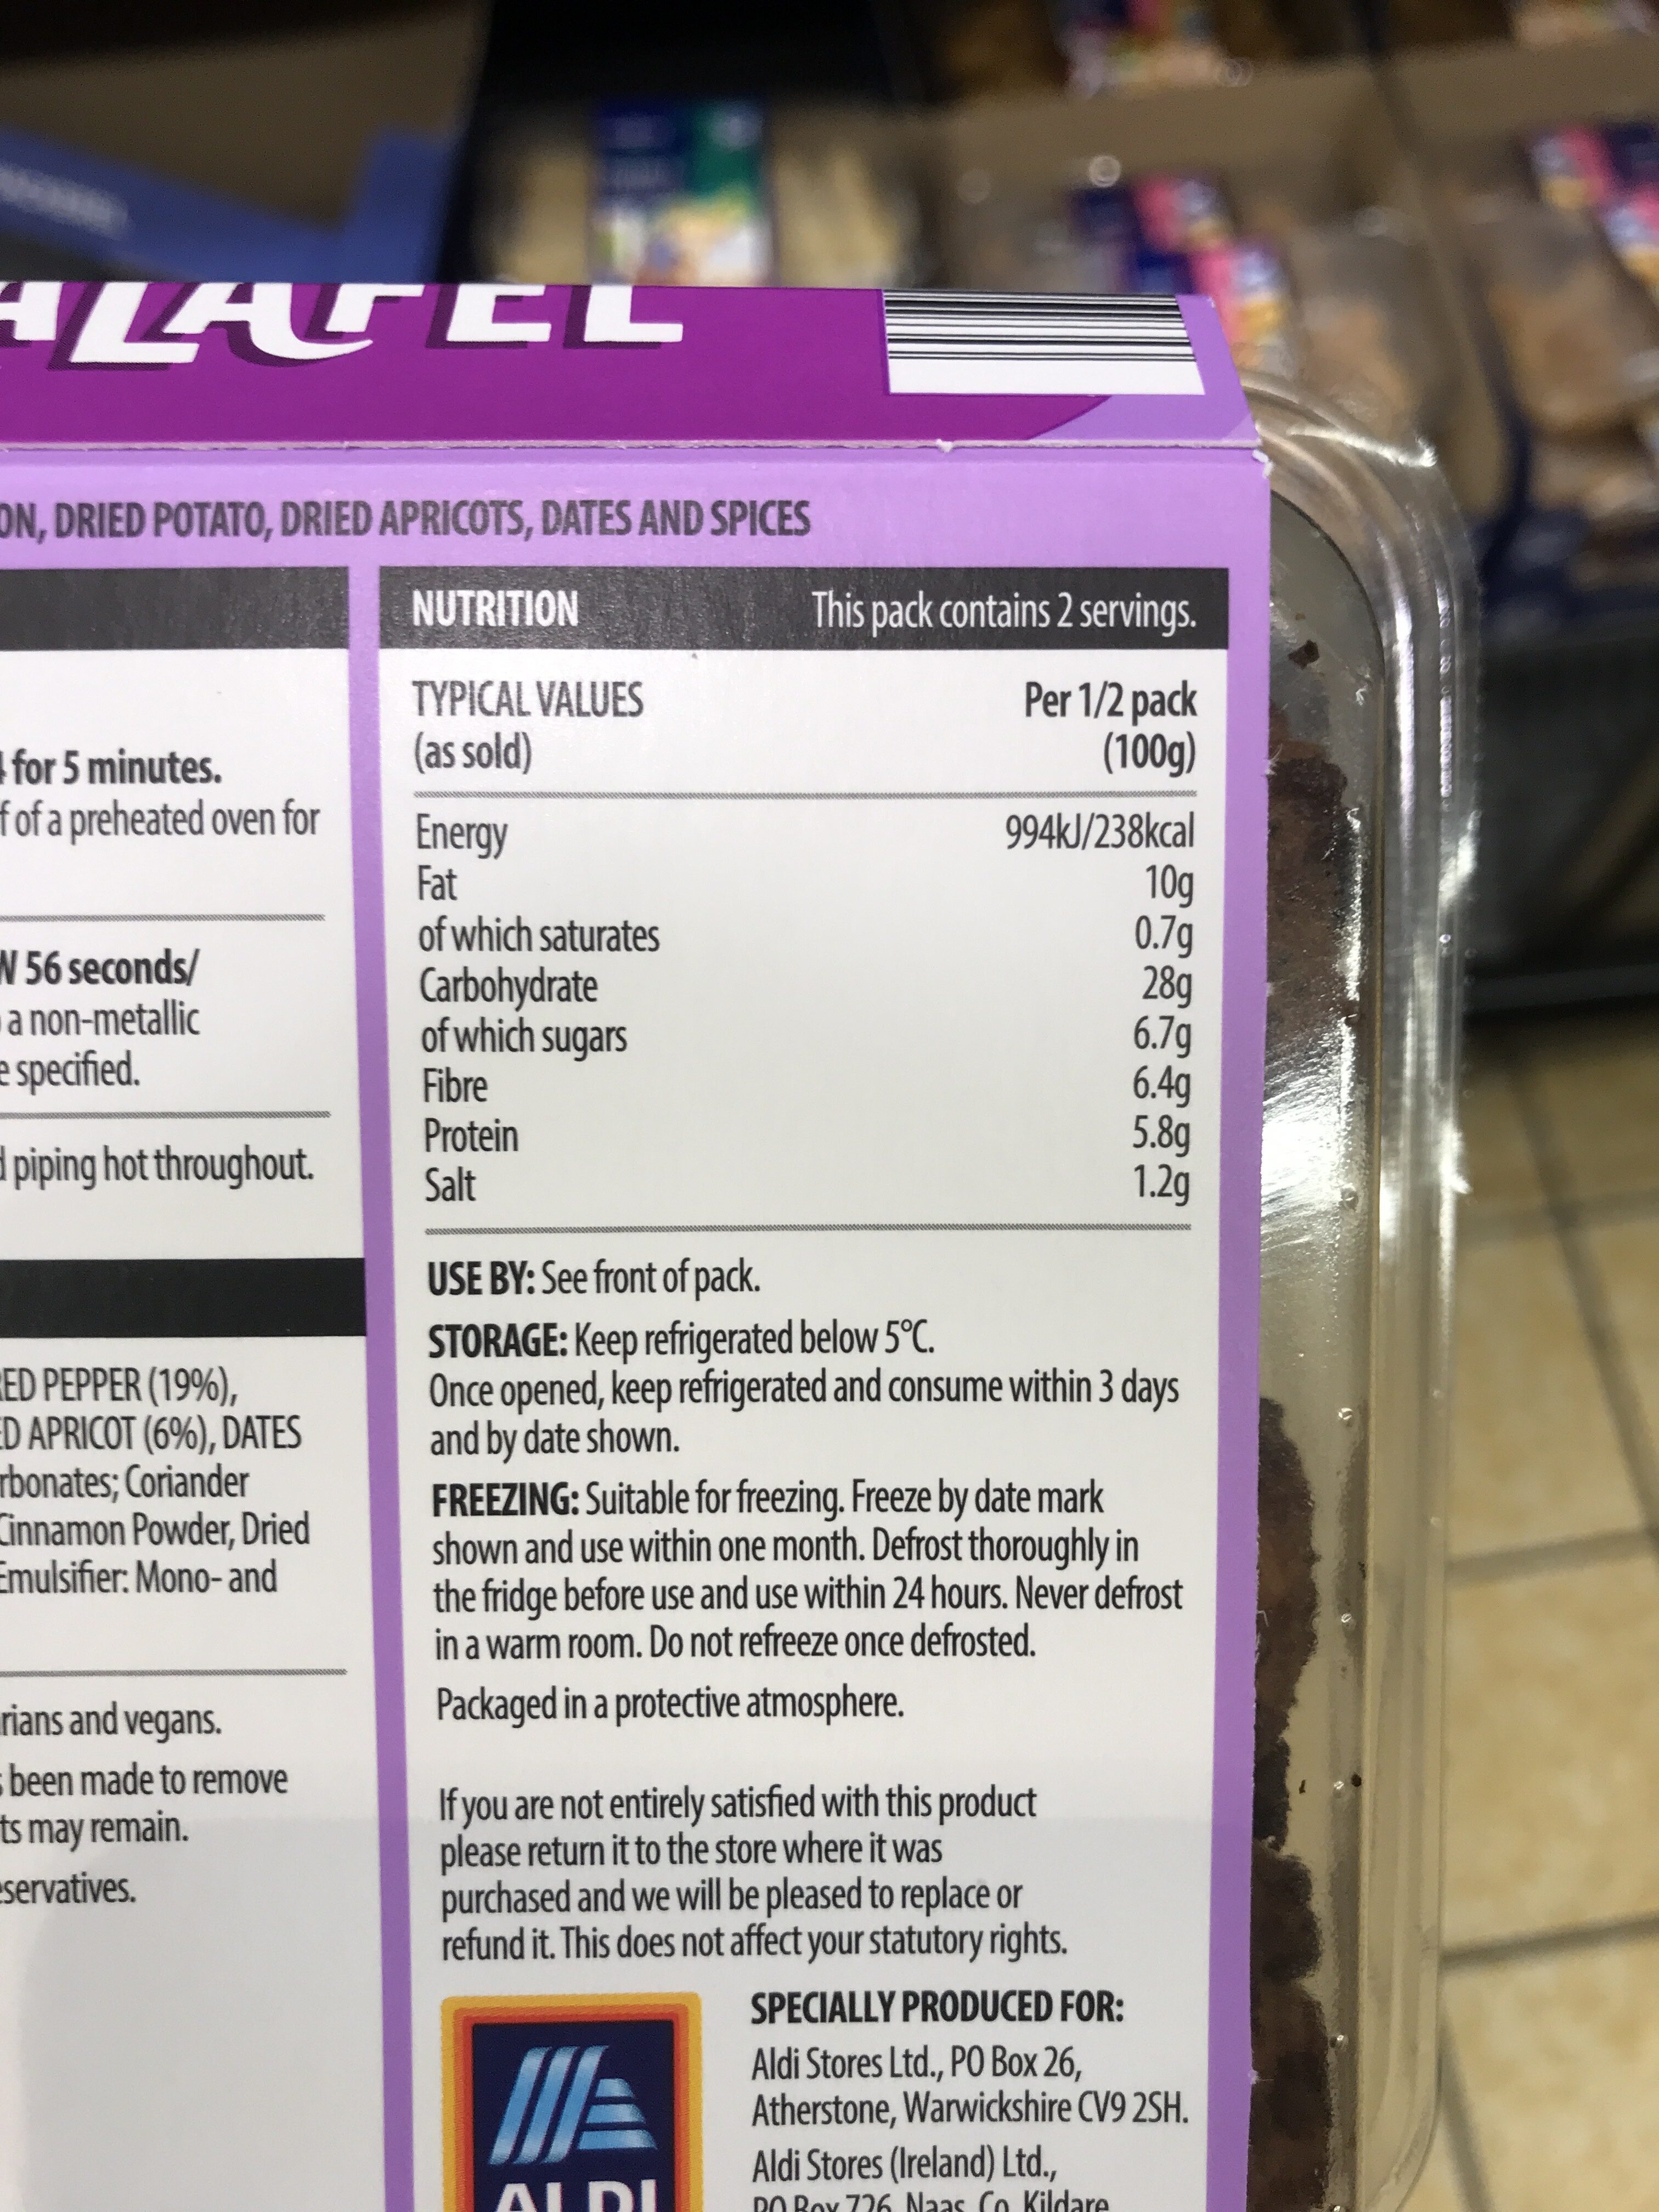 ALAFEL
ON, DRIED POTATO, DRIED APRICOTS, DATES AND SPICES
for 5 minutes.
of a preheated oven for
56 seconds/
a non-metallic
specified.
piping hot throughout.
PEPPER (19%),
APRICOT (6%), DATES
Coriander
Cinnamon Powder, Dried
Emulsifier: Mono- and
and vegans.
been made to remove
may remain.
NUTRITION This pack contains 2 servings.
TYPICAL VALUES Per 1/2 pack
(as sold) (100g)
Energy 994kJ/238kcal
Fat 10g
of which saturates 0.7g
Carbohydrate 28g
of which sugars 6.7g
Fibre 6.4g
Protein 5.8g
Salt 1.2g
USE BY: See front of pack.
STORAGE: Keep refrigerated below 5°C.
Once opened, keep refrigerated and consume within 3 days
and by date shown.
FREEZING: Suitable for freezing. Freeze by date mark
shown and use within one month. Defrost thoroughly in
the fridge before use and use within 24 hours. Never defrost
in a warm room. Do not refreeze once defrosted.
Packaged in a protective atmosphere.
If you are not entirely satisfied with this product
please return it to the store where it was
purchased and we will be pleased to replace or
refund it. This does not affect your statutory rights.
ALDI
SPECIALLY PRODUCED FOR:
Aldi Stores Ltd., PO Box 26,
Atherstone, Warwickshire CV9 2SH.
Aldi Stores (Ireland) Ltd.,
PO Box 726, Naas, Co. Kildare